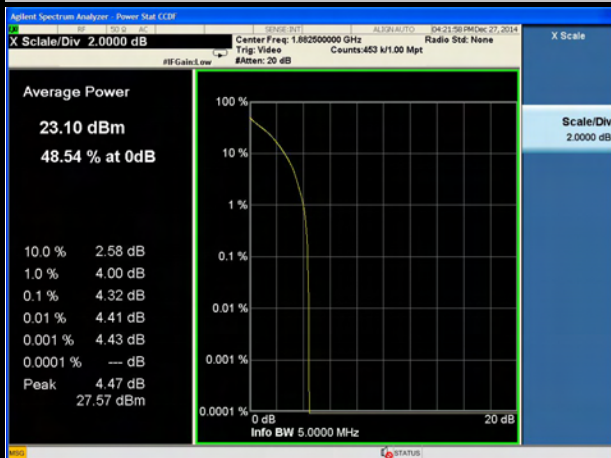 Agilent Spectrum Analyzer - Power Stat CCDF
RF 50 Ω AC SENSE:INT ALIGN AUTO 04:21:58 PM Dec 27, 2014
X Sclale/Div 2.0000 dB
Center Freq: 1.882500000 GHz Radio Std: None
Trig: Video Counts:453 k/1.00 Mpt
#IFGain:Low #Atten: 20 dB
X Scale
Scale/Div
2.0000 dB
Average Power
23.10 dBm
48.54 % at 0dB
10.0 % 2.58 dB
1.0 % 4.00 dB
0.1 % 4.32 dB
0.01 % 4.41 dB
0.001 % 4.43 dB
0.0001 % --- dB
Peak 4.47 dB
27.57 dBm
100 %
10 %
1 %
0.1 %
0.01 %
0.001 %
0.0001 %
0 dB 20 dB
Info BW 5.0000 MHz
MSG STATUS